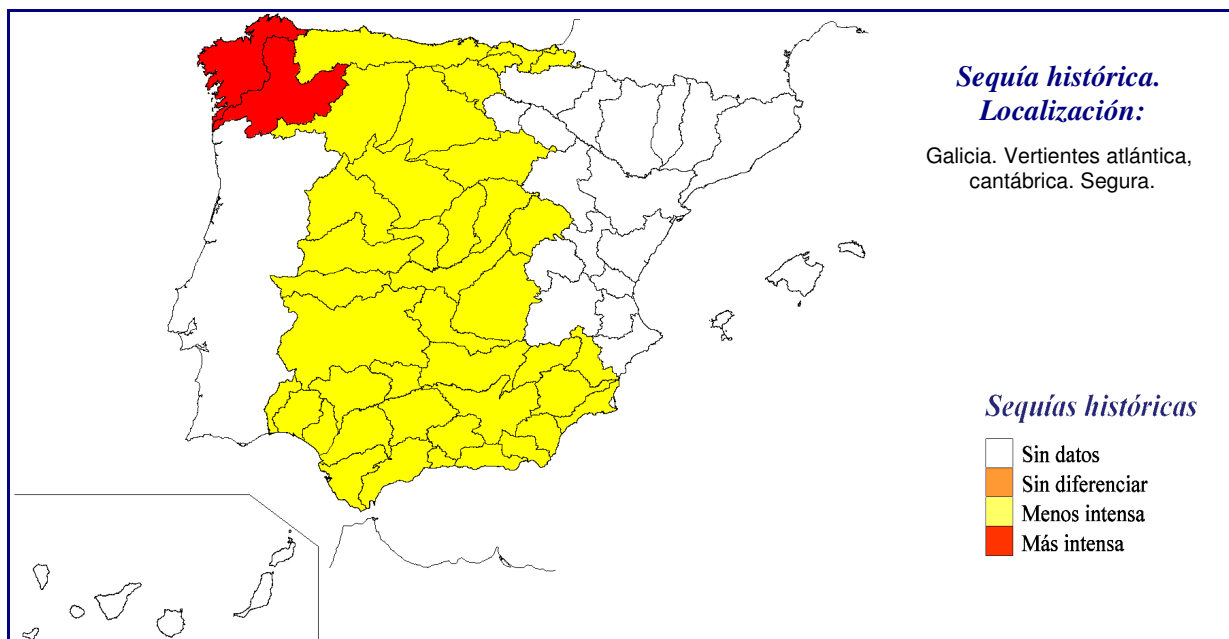 Sequía histórica.
Localización:
Galicia. Vertientes atlántica,
cantábrica. Segura.
Sequías históricas
Sin datos
Sin diferenciar
Menos intensa
Más intensa